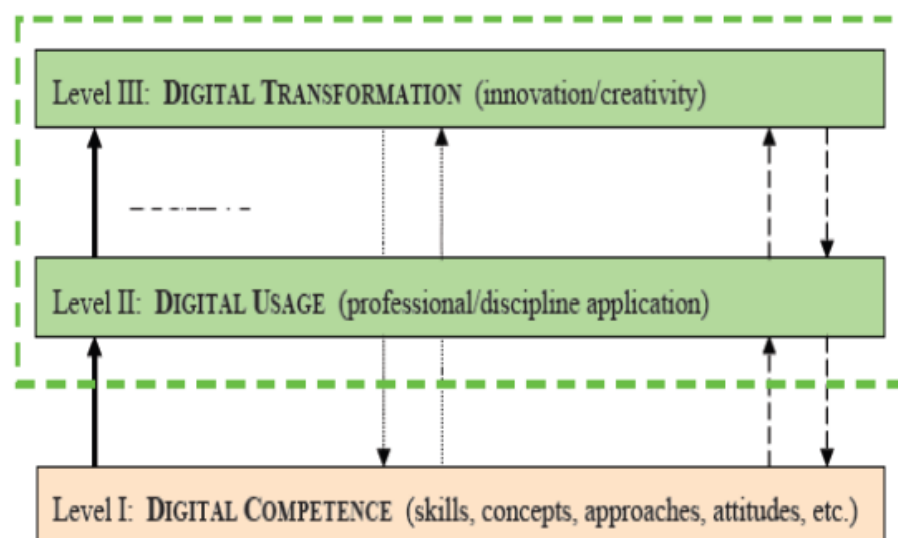 Level III: DIGITAL TRANSFORMATION (innovation/creativity)
Level II: DIGITAL USAGE (professional/discipline application)
Level I: DIGITAL COMPETENCE (skills, concepts, approaches, attitudes, etc.)